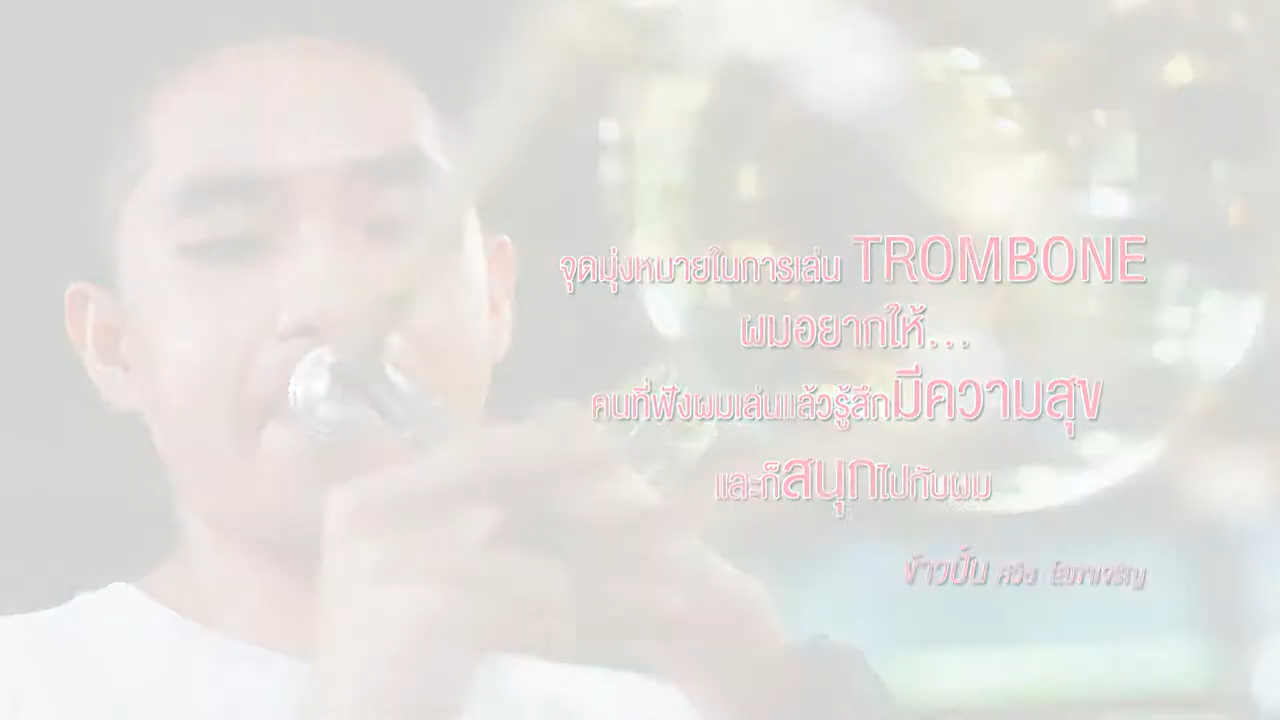 จุดมุ่งหมายในการเล่น TROMBONE
ผมอยากให้...
คนที่ฟังผมเล่นแล้วรู้สึกมีความสุข
และก็สนุกไปกับผม
ข้าวปั้น